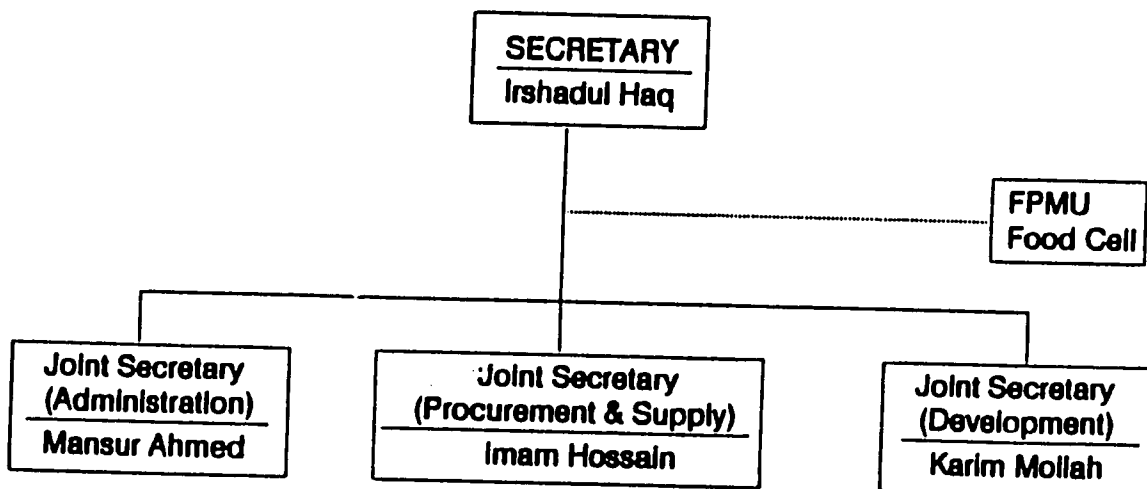 SECRETARY
Irshadul Haq
FPMU
Food Cell
Joint Secretary
(Administration)
Mansur Ahmed
Joint Secretary
(Procurement & Supply)
Imam Hossain
Joint Secretary
(Development)
Karim Mollah